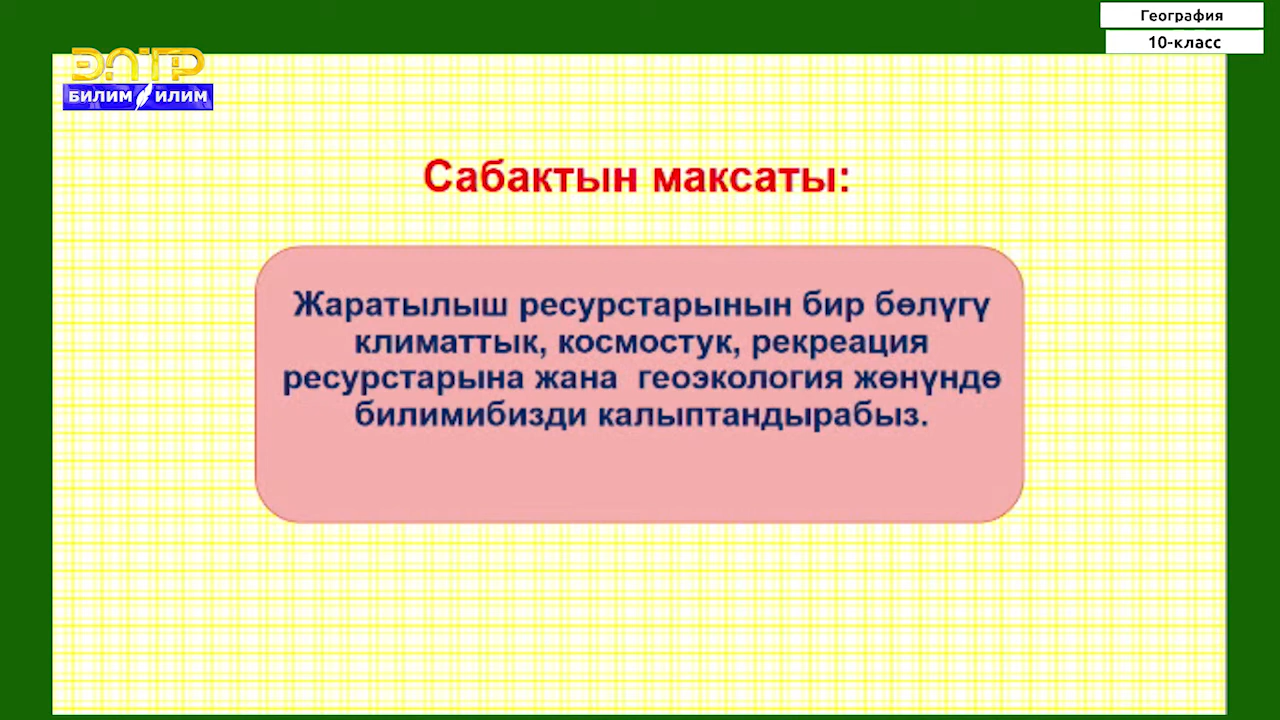 География
10-класс
ЭЛТР
БИЛИМ ИЛИМ
Сабактын максаты:
Жаратылыш ресурстарынын бир бөлүгү
климаттык, космостук, рекреация
ресурстарына жана геоэкология жөнүндө
билимибизди калыптандырабыз.